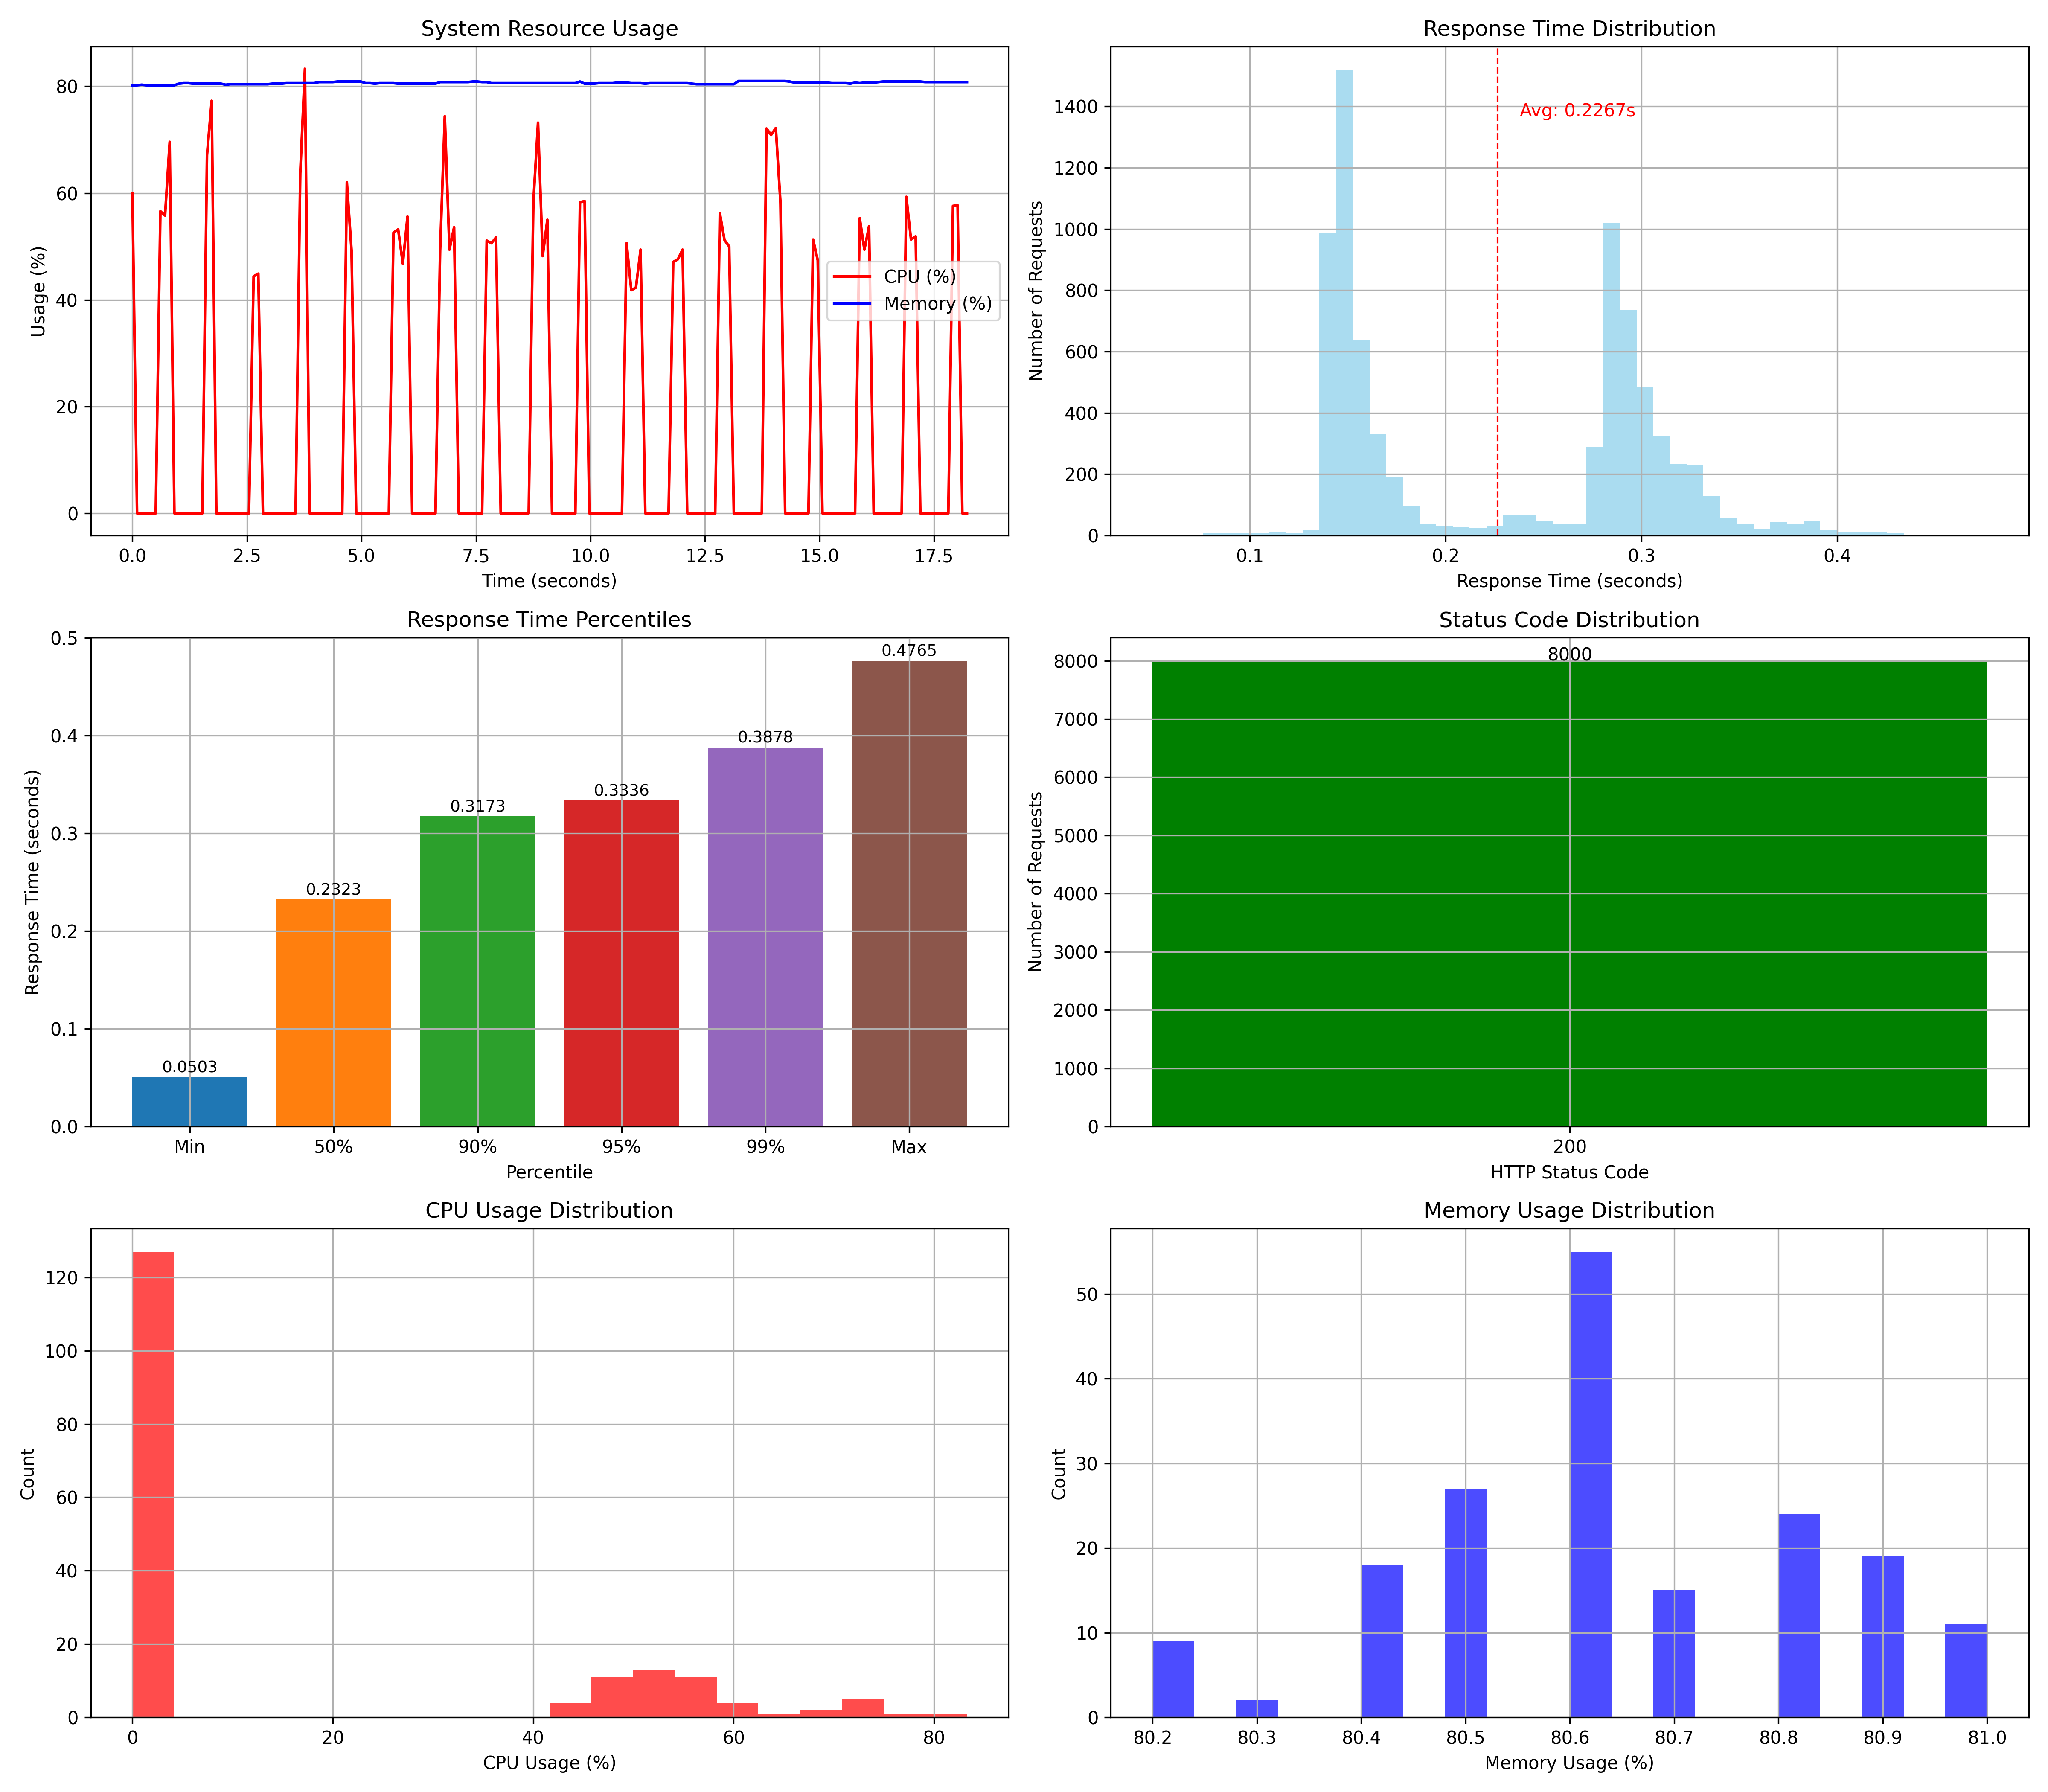 System Resource Usage
Usage (%)
80
60
40
20
0
CPU (%)
Memory (%)
0.0 2.5 5.0 7.5 10.0 12.5 15.0 17.5
Time (seconds)
Response Time Distribution
Number of Requests
1400
1200
1000
800
600
400
200
0
Avg: 0.2267s
0.1 0.2 0.3 0.4
Response Time (seconds)
Response Time Percentiles
Response Time (seconds)
0.5
0.4
0.3
0.2
0.1
0.0
0.0503
0.2323
0.3173
0.3336
0.3878
0.4765
Min 50% 90% 95% 99% Max
Percentile
Status Code Distribution
Number of Requests
8000
7000
6000
5000
4000
3000
2000
1000
0
8000
200
HTTP Status Code
CPU Usage Distribution
Count
120
100
80
60
40
20
0
0 20 40 60 80
CPU Usage (%)
Memory Usage Distribution
Count
50
40
30
20
10
0
80.2 80.3 80.4 80.5 80.6 80.7 80.8 80.9 81.0
Memory Usage (%)